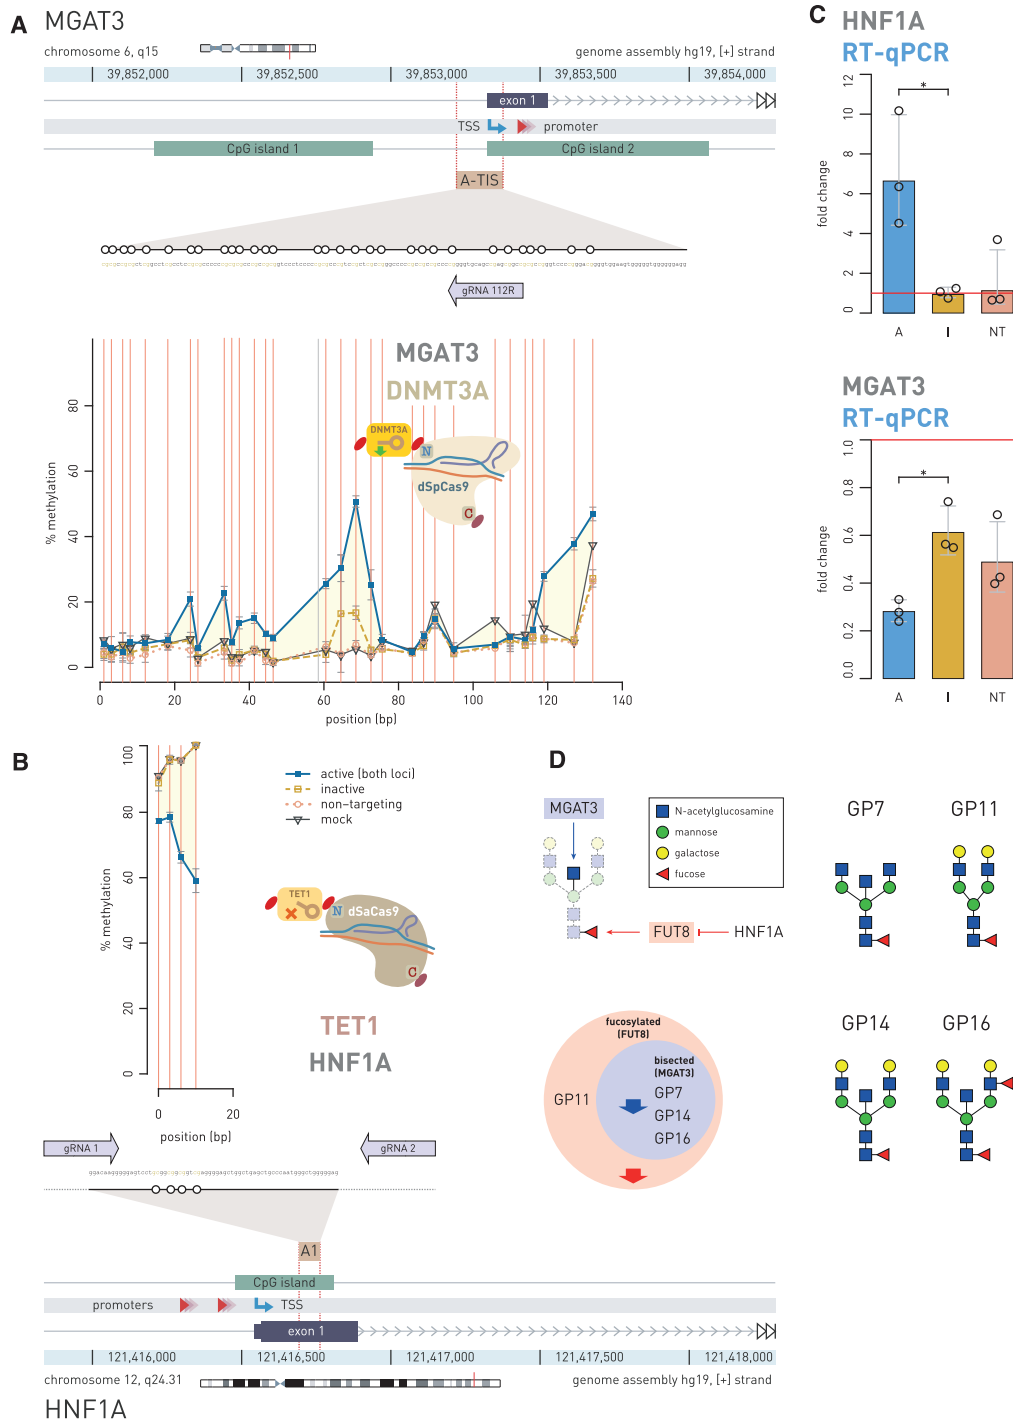 A
MGAT3
chromosome 6, q15
genome assembly hg19, [+] strand
39,852,000
39,852,500
39,853,000
39,853,500
39,854,000
exon 1
TSS
promoter
CpG island 1
CpG island 2
A-TIS
gRNA 112R
MGAT3
DNMT3A
DNMT3A
N
dSpCas9
C
% methylation
0
20
40
60
80
0
20
40
60
80
100
120
140
position (bp)
B
% methylation
0
20
40
60
80
100
0
20
position (bp)
active (both loci)
inactive
non-targeting
mock
TET1
N
dSaCas9
C
TET1
HNF1A
gRNA 1
gRNA 2
A1
CpG island
promoters
TSS
exon 1
121,416,000
121,416,500
121,417,000
121,417,500
121,418,000
chromosome 12, q24.31
genome assembly hg19, [+] strand
HNF1A
C
HNF1A
RT-qPCR
fold change
0
2
4
6
8
10
12
*
A
I
NT
MGAT3
RT-qPCR
fold change
0.0
0.2
0.4
0.6
0.8
1.0
*
A
I
NT
D
MGAT3
N-acetylglucosamine
mannose
galactose
fucose
FUT8
HNF1A
GP7
GP11
GP14
GP16
fucosylated
(FUT8)
bisected
(MGAT3)
GP11
GP7
GP14
GP16